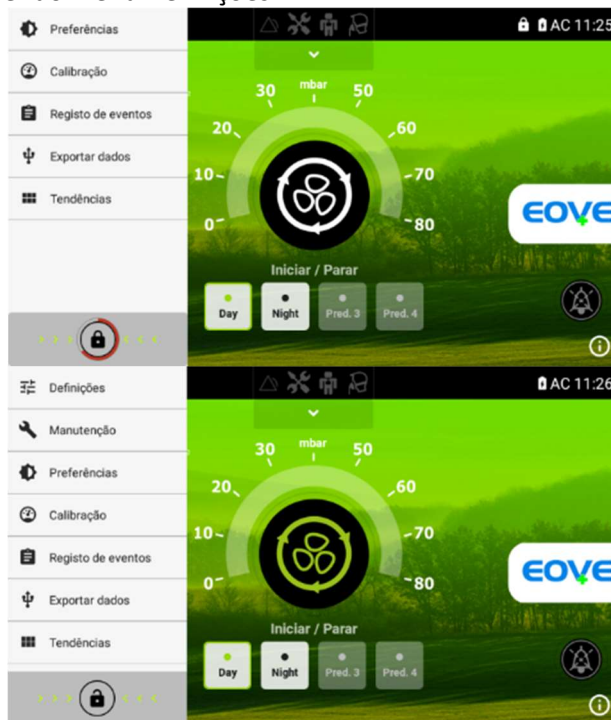 Preferências
Calibração
Registo de eventos
Exportar dados
Tendências
AC 11:25
mbar
0
10
20
30
50
60
70
80
EOVE
Iniciar / Parar
Day
Night
Pred. 3
Pred. 4
Definições
Manutenção
Preferências
Calibração
Registo de eventos
Exportar dados
Tendências
AC 11:26
mbar
0
10
20
30
50
60
70
80
EOVE
Iniciar / Parar
Day
Night
Pred. 3
Pred. 4